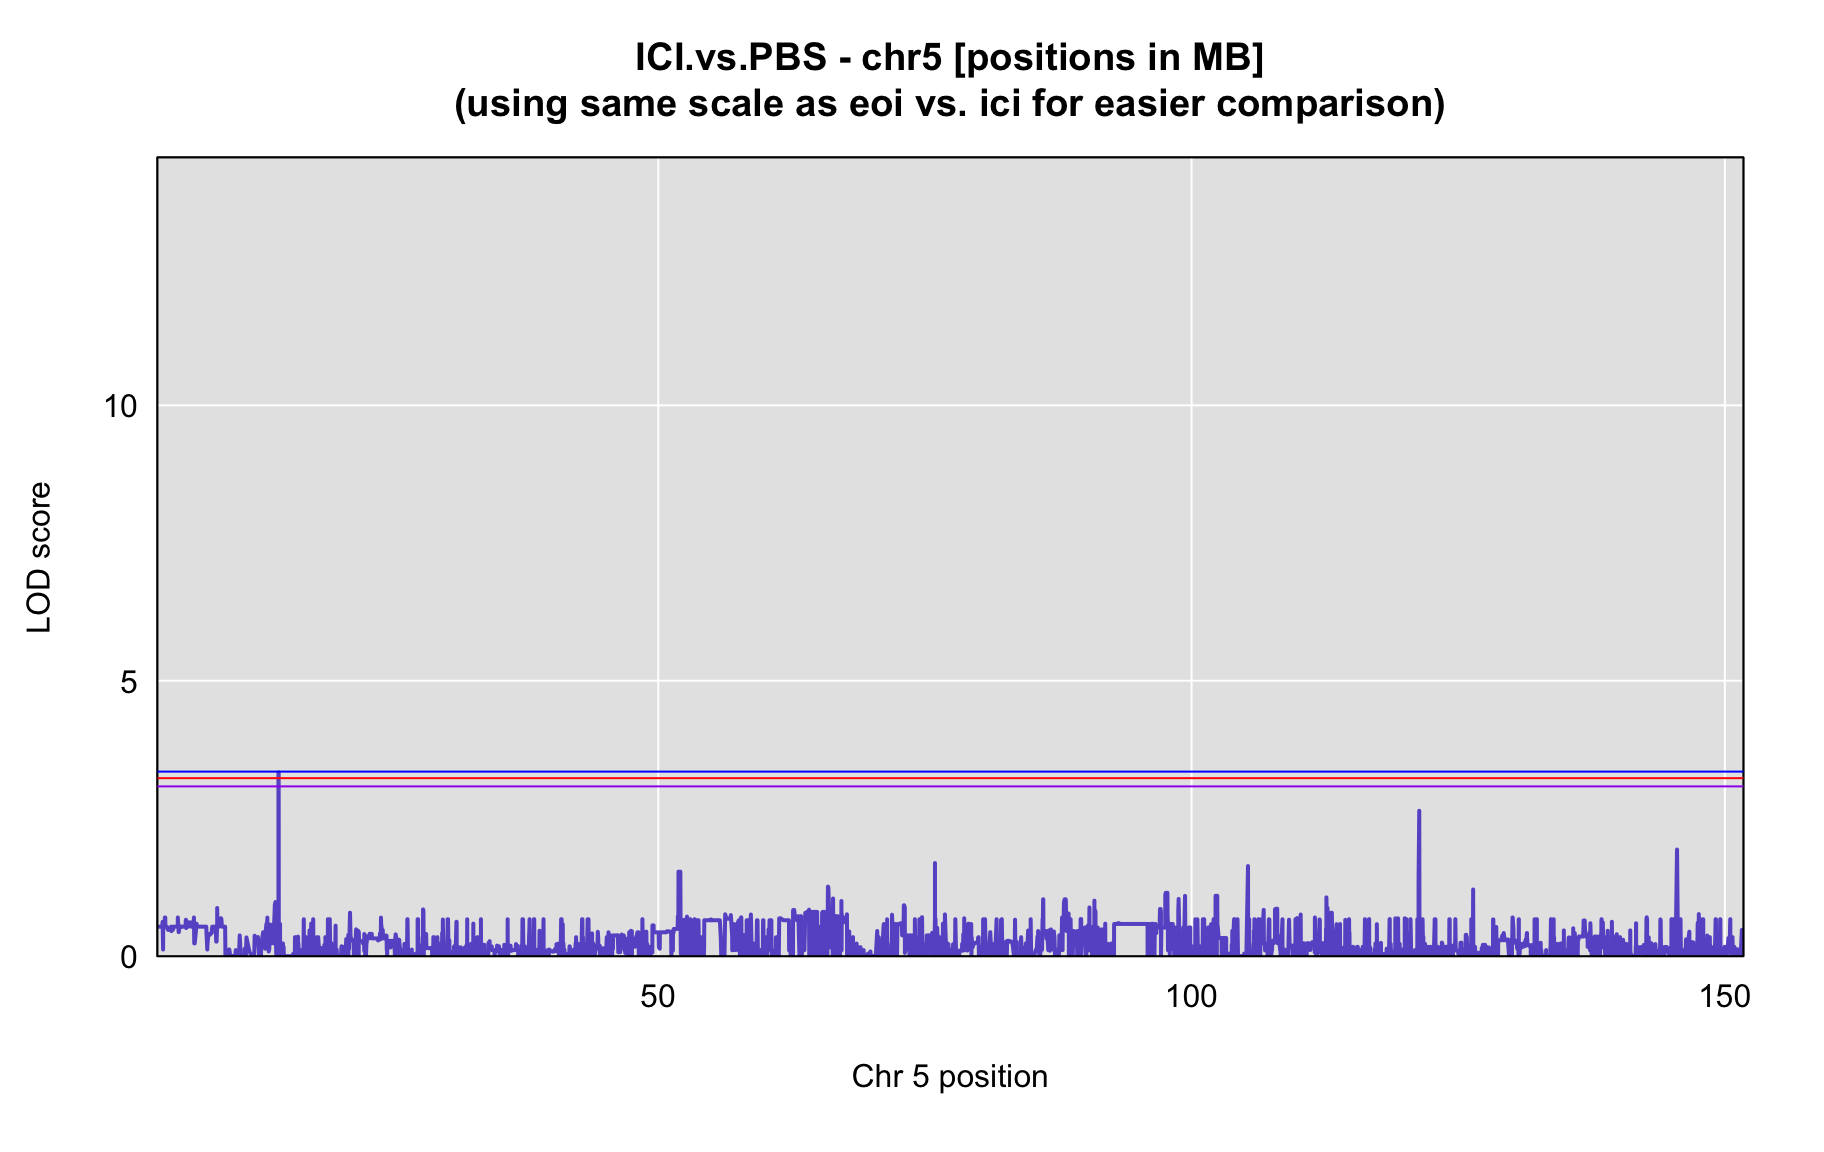 ICI.vs.PBS - chr5 [positions in MB]
(using same scale as eoi vs. ici for easier comparison)
10
5
0
LOD score
50
100
150
Chr 5 position